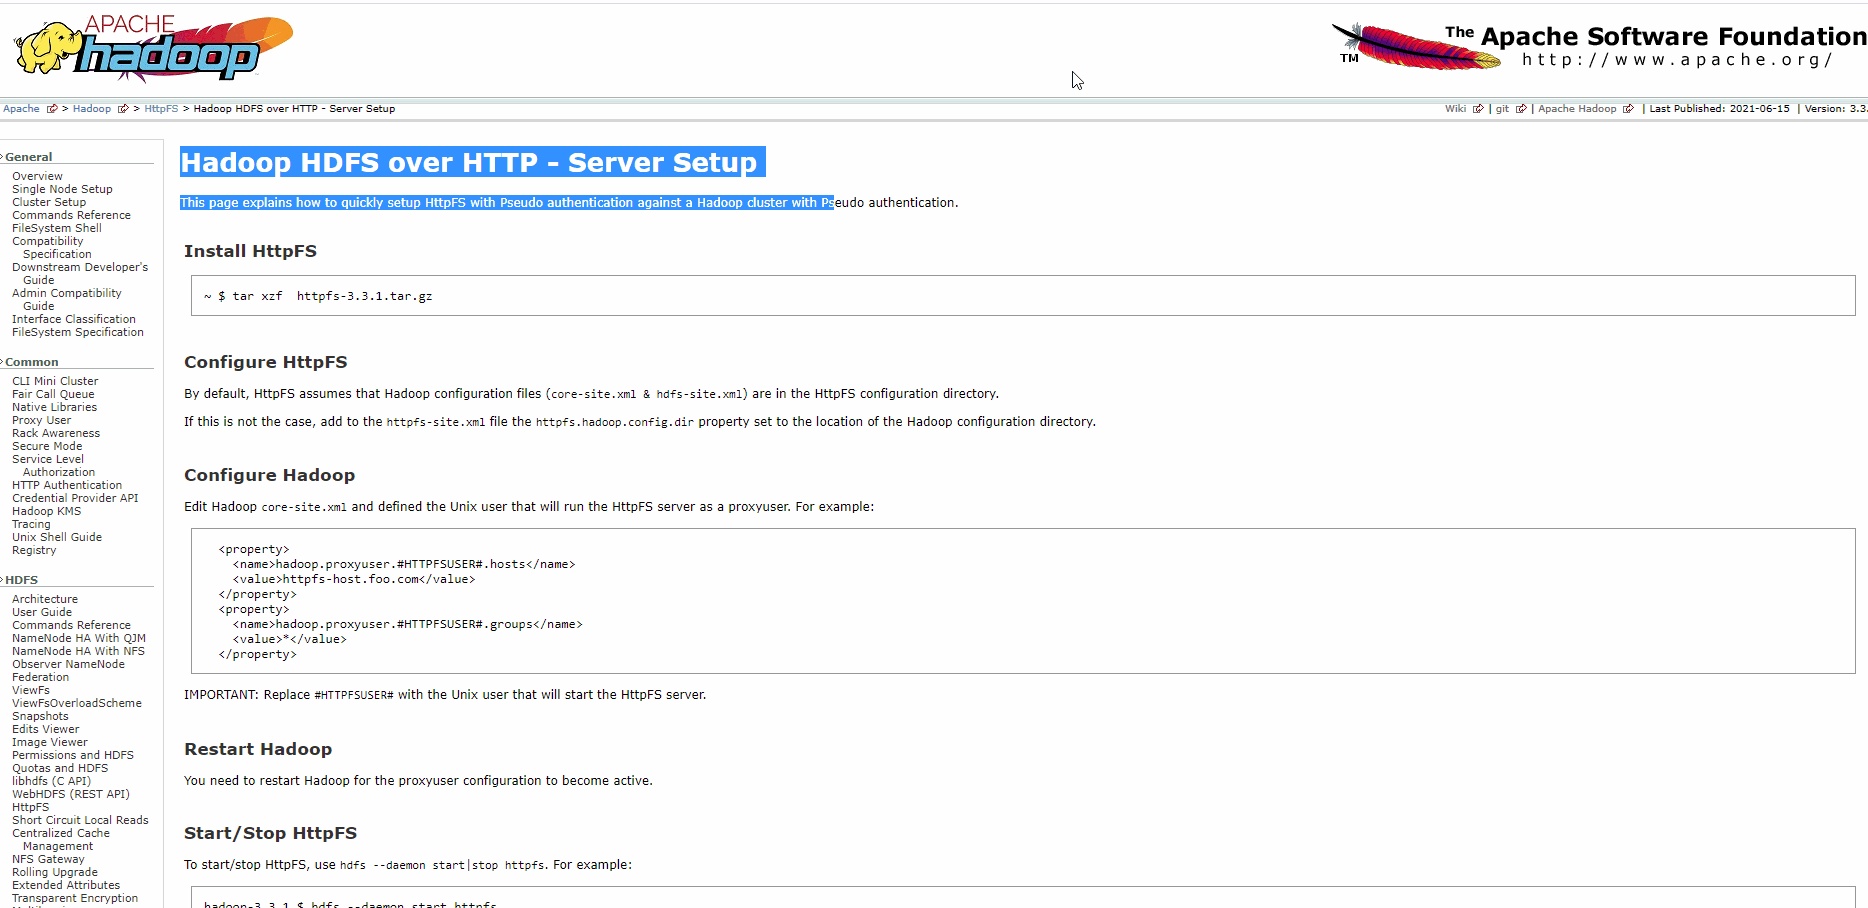 APACHE
hadoop
The Apache Software Foundation
TM
http://www.apache.org/
Apache > Hadoop > HttpFS > Hadoop HDFS over HTTP - Server Setup
Wiki | git | Apache Hadoop | Last Published: 2021-06-15 | Version: 3.3.
General
Overview
Single Node Setup
Cluster Setup
Commands Reference
FileSystem Shell
Compatibility
Specification
Downstream Developer's
Guide
Admin Compatibility
Guide
Interface Classification
FileSystem Specification
Common
CLI Mini Cluster
Fair Call Queue
Native Libraries
Proxy User
Rack Awareness
Secure Mode
Service Level
Authorization
HTTP Authentication
Credential Provider API
Hadoop KMS
Tracing
Unix Shell Guide
Registry
HDFS
Architecture
User Guide
Commands Reference
NameNode HA With QJM
NameNode HA With NFS
Observer NameNode
Federation
ViewFs
ViewFsOverloadScheme
Snapshots
Edits Viewer
Image Viewer
Permissions and HDFS
Quotas and HDFS
libhdfs (C API)
WebHDFS (REST API)
HttpFS
Short Circuit Local Reads
Centralized Cache
Management
NFS Gateway
Rolling Upgrade
Extended Attributes
Transparent Encryption
Hadoop HDFS over HTTP - Server Setup
This page explains how to quickly setup HttpFS with Pseudo authentication against a Hadoop cluster with Pseudo authentication.
Install HttpFS
~ $ tar xzf  httpfs-3.3.1.tar.gz
Configure HttpFS
By default, HttpFS assumes that Hadoop configuration files (core-site.xml & hdfs-site.xml) are in the HttpFS configuration directory.
If this is not the case, add to the httpfs-site.xml file the httpfs.hadoop.config.dir property set to the location of the Hadoop configuration directory.
Configure Hadoop
Edit Hadoop core-site.xml and defined the Unix user that will run the HttpFS server as a proxyuser. For example:
<property>
<name>hadoop.proxyuser.#HTTPFSUSER#.hosts</name>
<value>httpfs-host.foo.com</value>
</property>
<property>
<name>hadoop.proxyuser.#HTTPFSUSER#.groups</name>
<value>*</value>
</property>
IMPORTANT: Replace #HTTPFSUSER# with the Unix user that will start the HttpFS server.
Restart Hadoop
You need to restart Hadoop for the proxyuser configuration to become active.
Start/Stop HttpFS
To start/stop HttpFS, use hdfs --daemon start|stop httpfs. For example:
hadoop-3.3.1 $ hdfs --daemon start httpfs